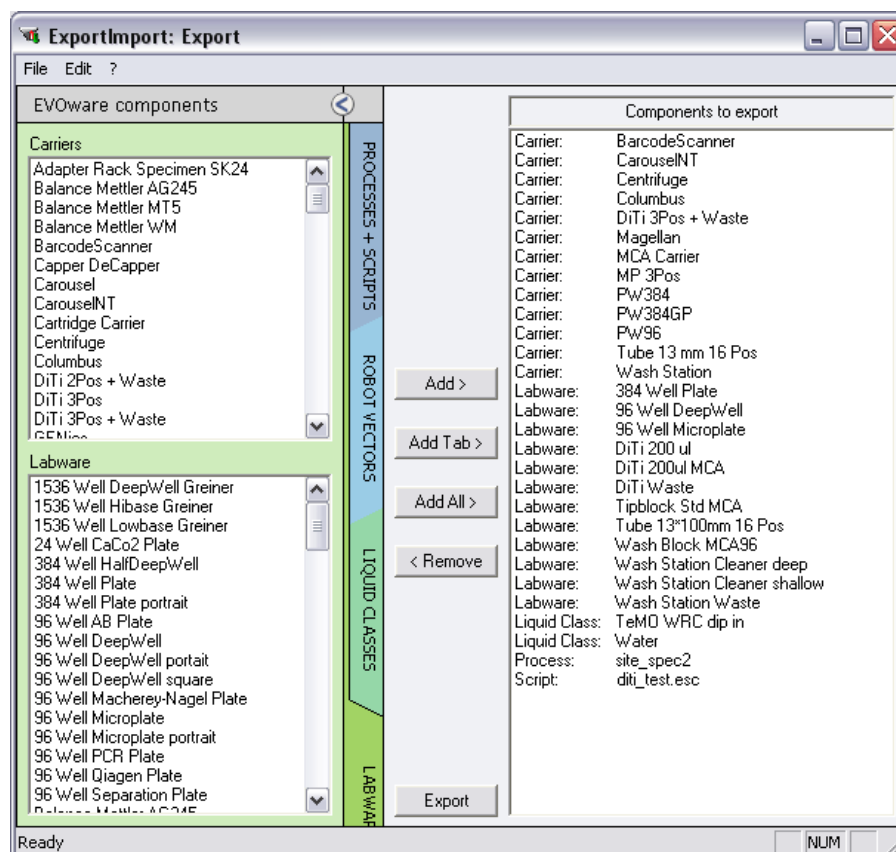 ExportImport: Export
File Edit ?
EVOware components
Carriers
Adapter Rack Specimen SK24
Balance Mettler AG245
Balance Mettler MT5
Balance Mettler WM
BarcodeScanner
Capper DeCapper
Carousel
CarouselNT
Cartridge Carrier
Centrifuge
Columbus
DiTi 2Pos + Waste
DiTi 3Pos
DiTi 3Pos + Waste
GENios
Labware
1536 Well DeepWell Greiner
1536 Well Hibase Greiner
1536 Well Lowbase Greiner
24 Well CaCo2 Plate
384 Well HalfDeepWell
384 Well Plate
384 Well Plate portrait
96 Well AB Plate
96 Well DeepWell
96 Well DeepWell portait
96 Well DeepWell square
96 Well Macherey-Nagel Plate
96 Well Microplate
96 Well Microplate portrait
96 Well PCR Plate
96 Well Qiagen Plate
96 Well Separation Plate
Balance Mettler AG245
PROCESSES + SCRIPTS
ROBOT VECTORS
LIQUID CLASSES
LABWAR
Add >
Add Tab >
Add All >
< Remove
Export
Components to export
Carrier: BarcodeScanner
Carrier: CarouselNT
Carrier: Centrifuge
Carrier: Columbus
Carrier: DiTi 3Pos + Waste
Carrier: Magellan
Carrier: MCA Carrier
Carrier: MP 3Pos
Carrier: PW384
Carrier: PW384GP
Carrier: PW96
Carrier: Tube 13 mm 16 Pos
Carrier: Wash Station
Labware: 384 Well Plate
Labware: 96 Well DeepWell
Labware: 96 Well Microplate
Labware: DiTi 200 ul
Labware: DiTi 200ul MCA
Labware: DiTi Waste
Labware: Tipblock Std MCA
Labware: Tube 13*100mm 16 Pos
Labware: Wash Block MCA96
Labware: Wash Station Cleaner deep
Labware: Wash Station Cleaner shallow
Labware: Wash Station Waste
Liquid Class: TeMO WRC dip in
Liquid Class: Water
Process: site_spec2
Script: diti_test.esc
Ready
NUM